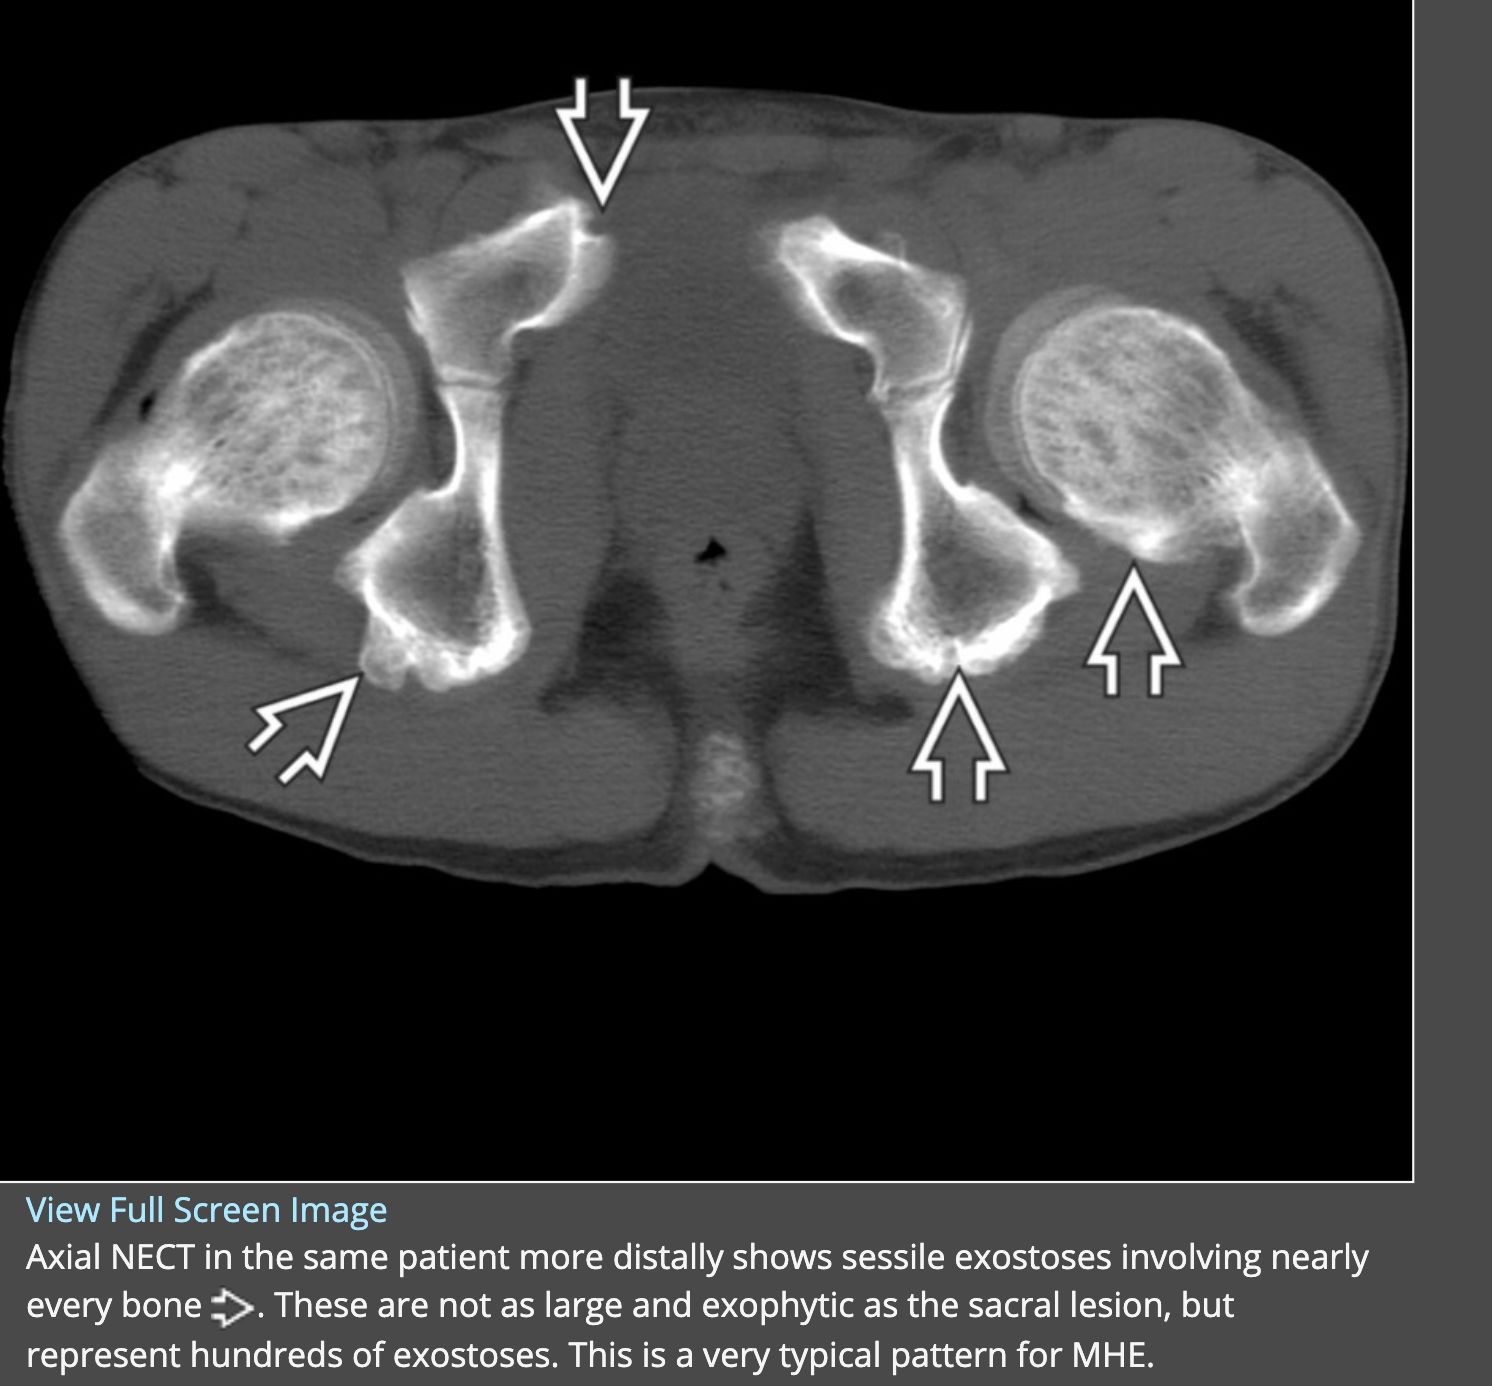 View Full Screen Image
Axial NECT in the same patient more distally shows sessile exostoses involving nearly
every bone . These are not as large and exophytic as the sacral lesion, but
represent hundreds of exostoses. This is a very typical pattern for MHE.